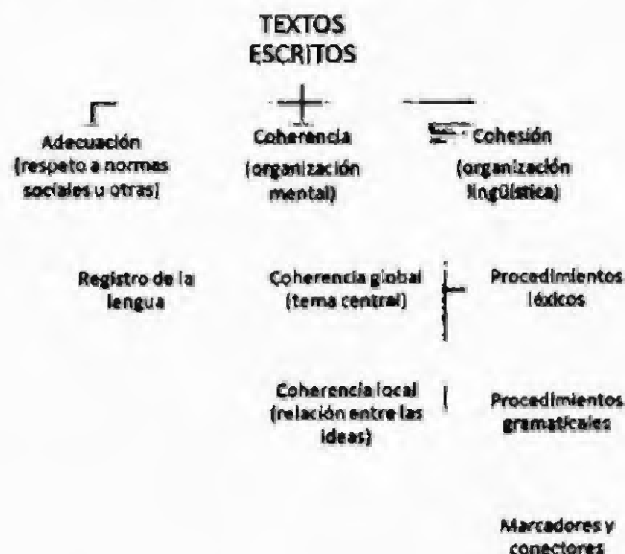 TEXTOS
ESCRITOS
Adecuación
(respeto a normas
sociales u otras)
Coherencia
(organización
mental)
Cohesión
(organización
lingüística)
Registro de la
lengua
Coherencia global
(tema central)
Procedimientos
léxicos
Coherencia local
(relación entre las
ideas)
Procedimientos
gramaticales
Marcadores y
conectores